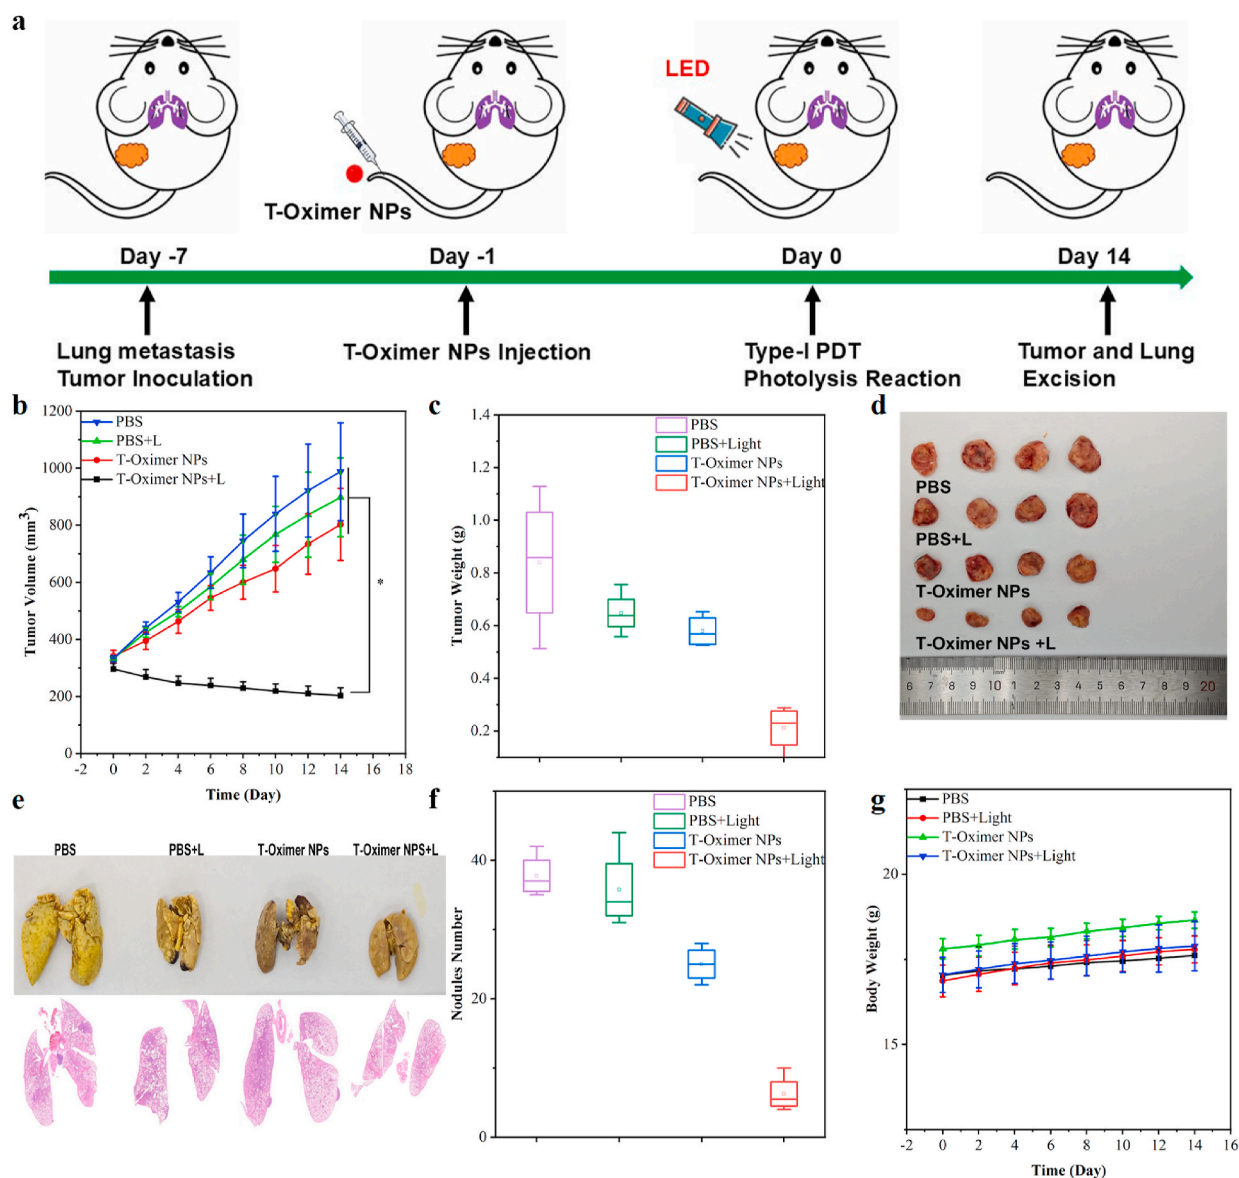 a
LED
T-Oximer NPs
Day -7
Day -1
Day 0
Day 14
Lung metastasis
Tumor Inoculation
T-Oximer NPs Injection
Type-I PDT
Photolysis Reaction
Tumor and Lung
Excision
b
1200
1000
800
600
400
200
0
-2 0 2 4 6 8 10 12 14 16 18
Tumor Volume (mm³)
Time (Day)
PBS
PBS+L
T-Oximer NPs
T-Oximer NPs+L
*
c
1.4
1.2
1.0
0.8
0.6
0.4
0.2
Tumor Weight (g)
PBS
PBS+Light
T-Oximer NPs
T-Oximer NPs+Light
d
PBS
PBS+L
T-Oximer NPs
T-Oximer NPs +L
6 7 8 9 10 1 2 3 4 5 6 7 8 9 20
e
PBS PBS+L T-Oximer NPs T-Oximer NPS+L
f
40
20
0
Nodules Number
PBS
PBS+Light
T-Oximer NPs
T-Oximer NPs+Light
g
PBS
PBS+Light
T-Oximer NPs
T-Oximer NPs+Light
20
17
15
Body Weight (g)
-2 0 2 4 6 8 10 12 14 16
Time (Day)